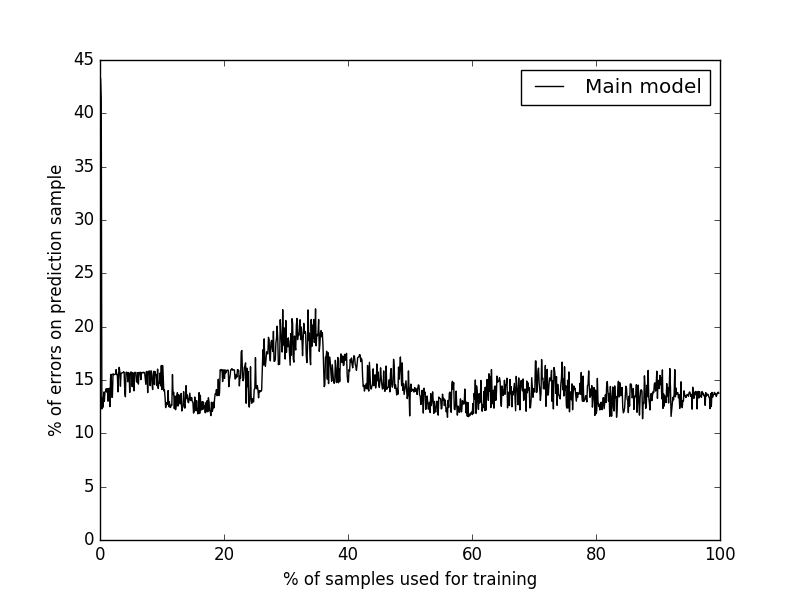 Main model
45
40
35
30
25
20
15
10
5
0
% of errors on prediction sample
0 20 40 60 80 100
% of samples used for training